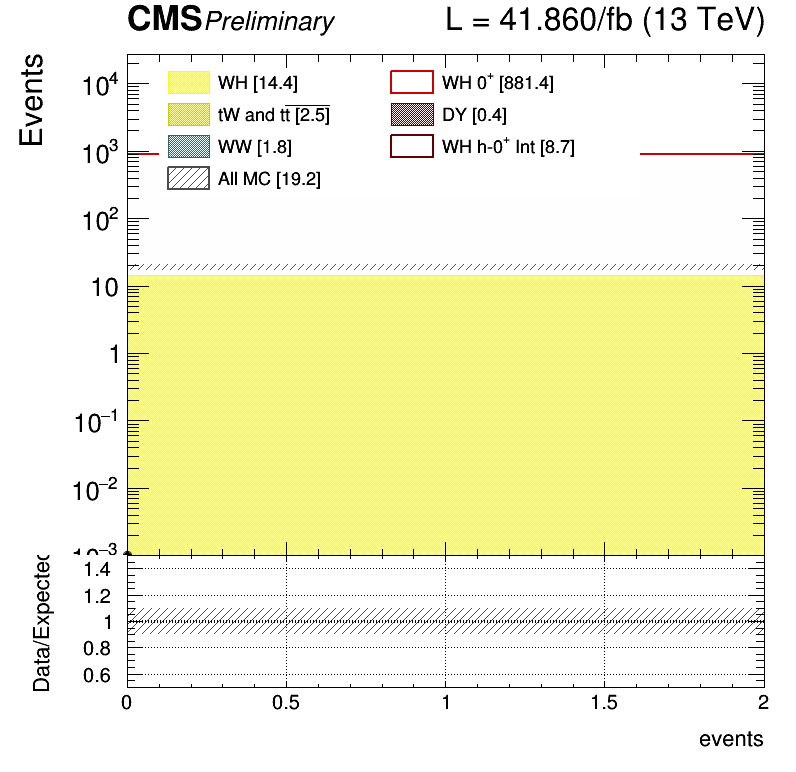 CMS Preliminary L = 41.860/fb (13 TeV)
Events
10⁴
10³
10²
10
1
10⁻¹
10⁻²
10⁻³
WH [14.4]
WH 0⁺ [881.4]
tW and tt̅ [2.5]
DY [0.4]
WW [1.8]
WH h-0⁺ Int [8.7]
All MC [19.2]
Data/Expected
1.4
1.2
1
0.8
0.6
0 0.5 1 1.5 2
events